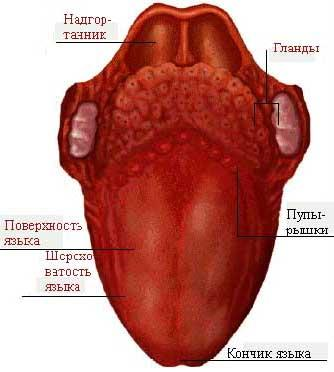 Надгор-
танник
Гланды
Поверхность
языка
Шерохо
ватость
языка
Пупы-
рышки
Кончик языка